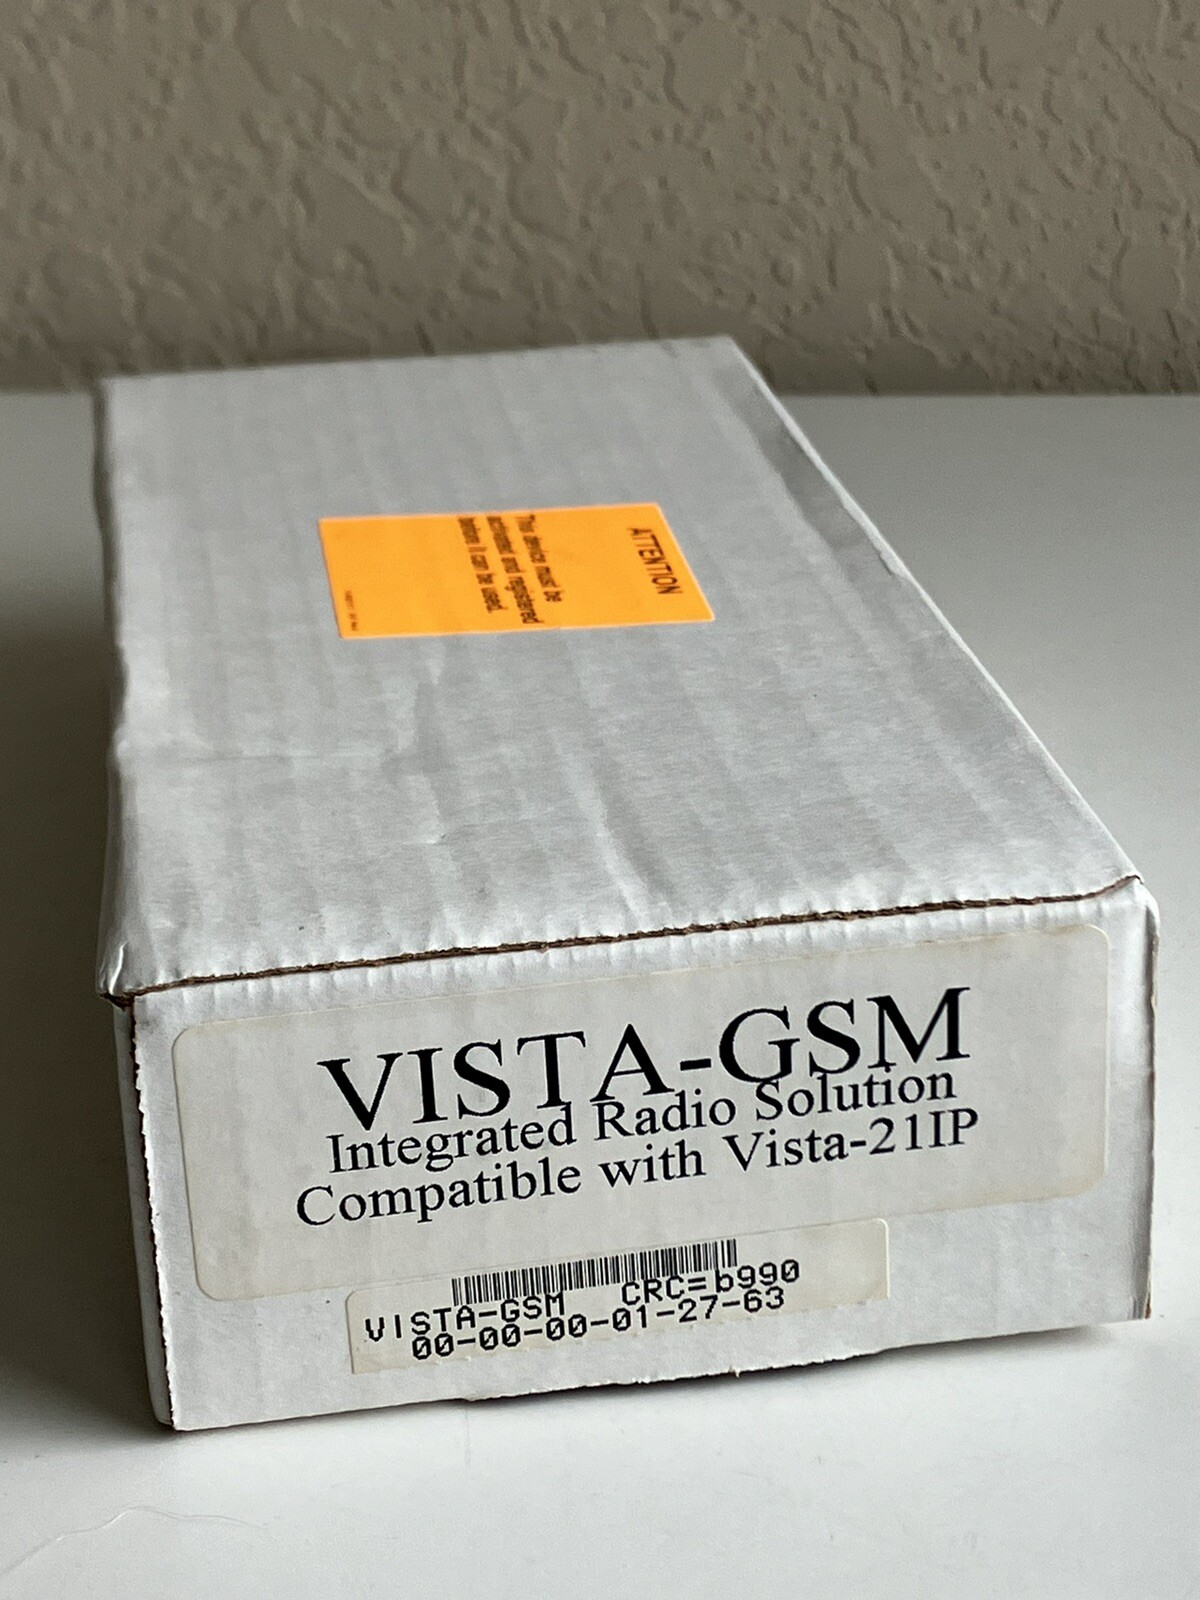 ATTENTION
This device must be
activated and registered
before it can be used.
VISTA-GSM
Integrated Radio Solution
Compatible with Vista-21IP
VISTA-GSM CRC=b990
00-00-00-01-27-63